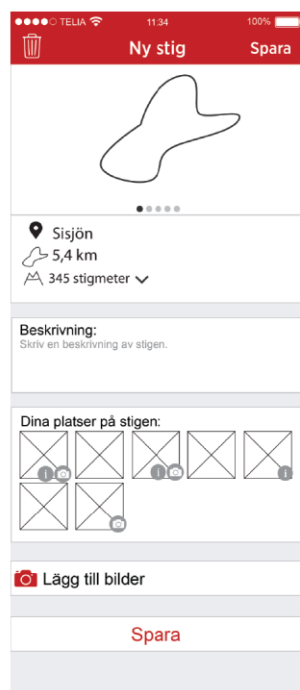 TELIA 11:34 100%
Ny stig Spara
Sisjön
5,4 km
345 stigmeter
Beskrivning:
Skriv en beskrivning av stigen.
Dina platser på stigen:
Lägg till bilder
Spara